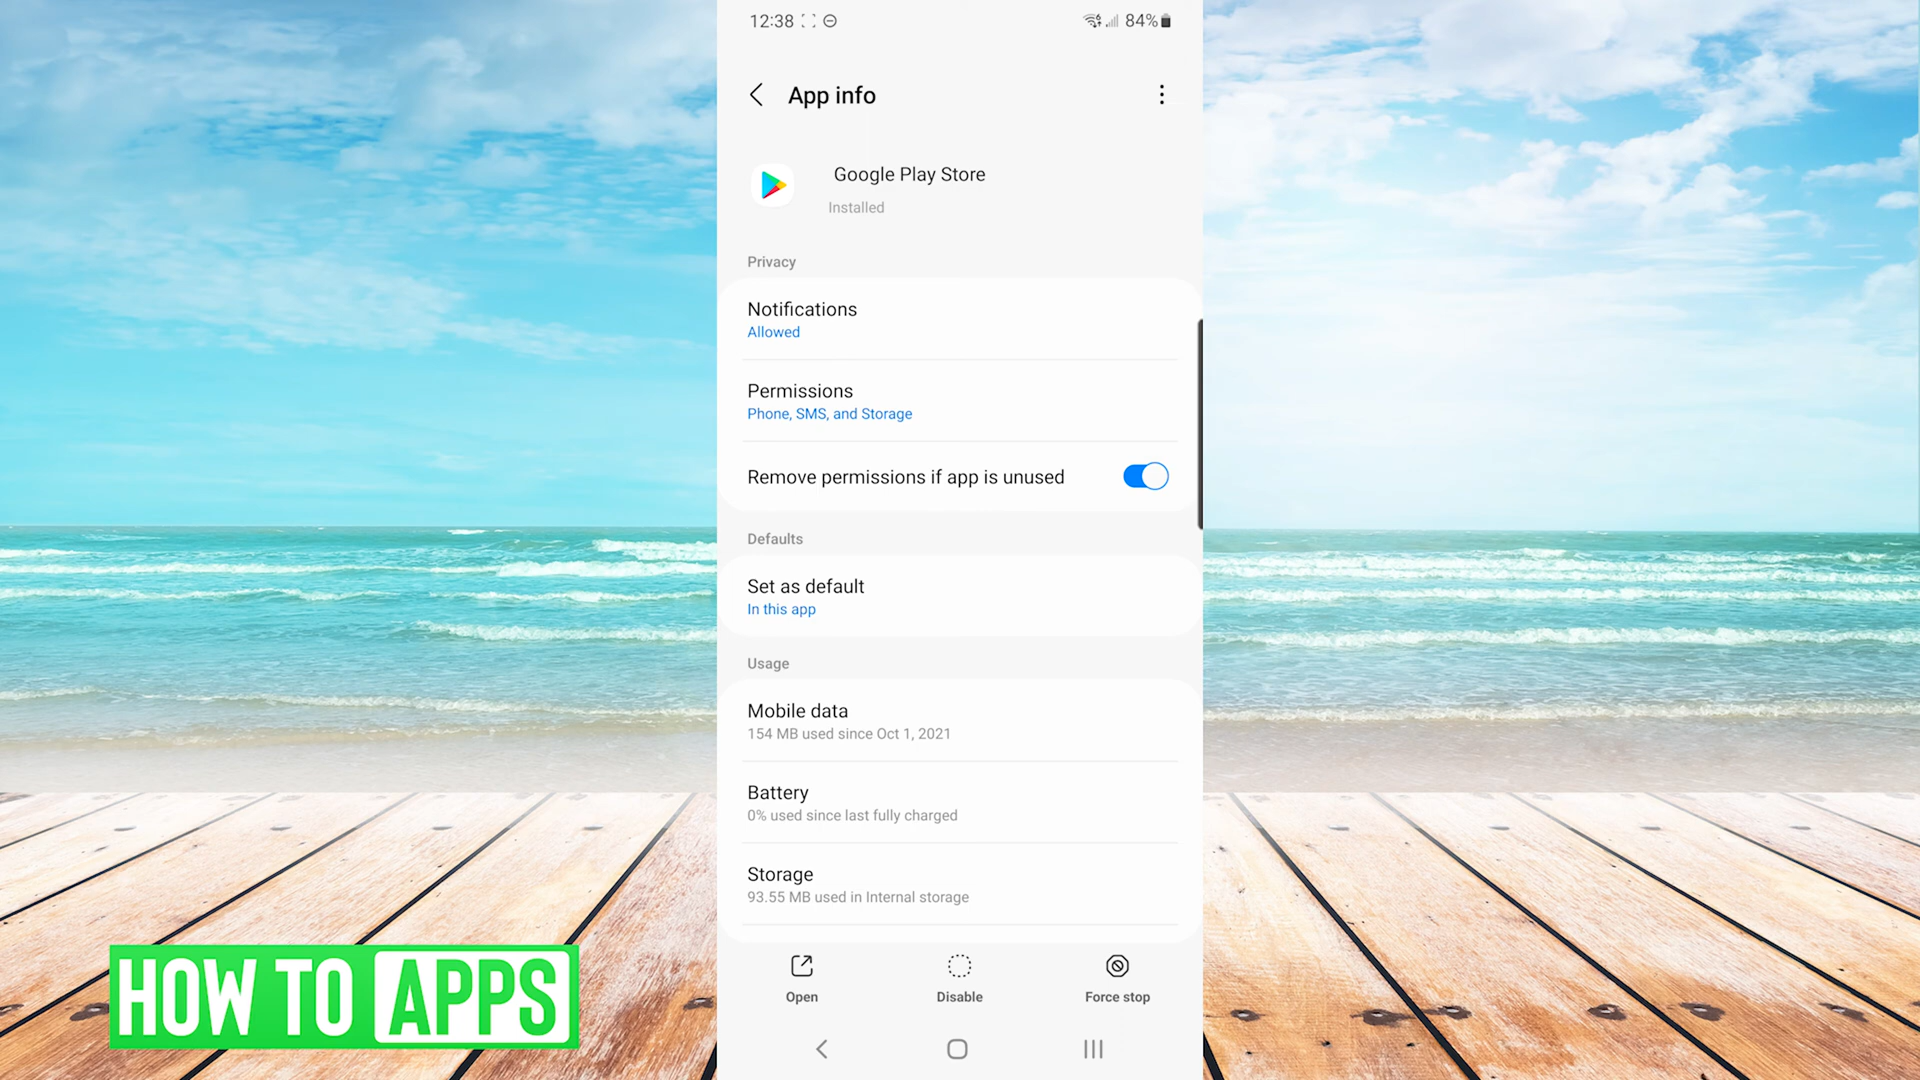 12:38
84%
App info
Google Play Store
Installed
Privacy
Notifications
Allowed
Permissions
Phone, SMS, and Storage
Remove permissions if app is unused
Defaults
Set as default
In this app
Usage
Mobile data
154 MB used since Oct 1, 2021
Battery
0% used since last fully charged
Storage
93.55 MB used in Internal storage
Open
Disable
Force stop
HOW TO APPS